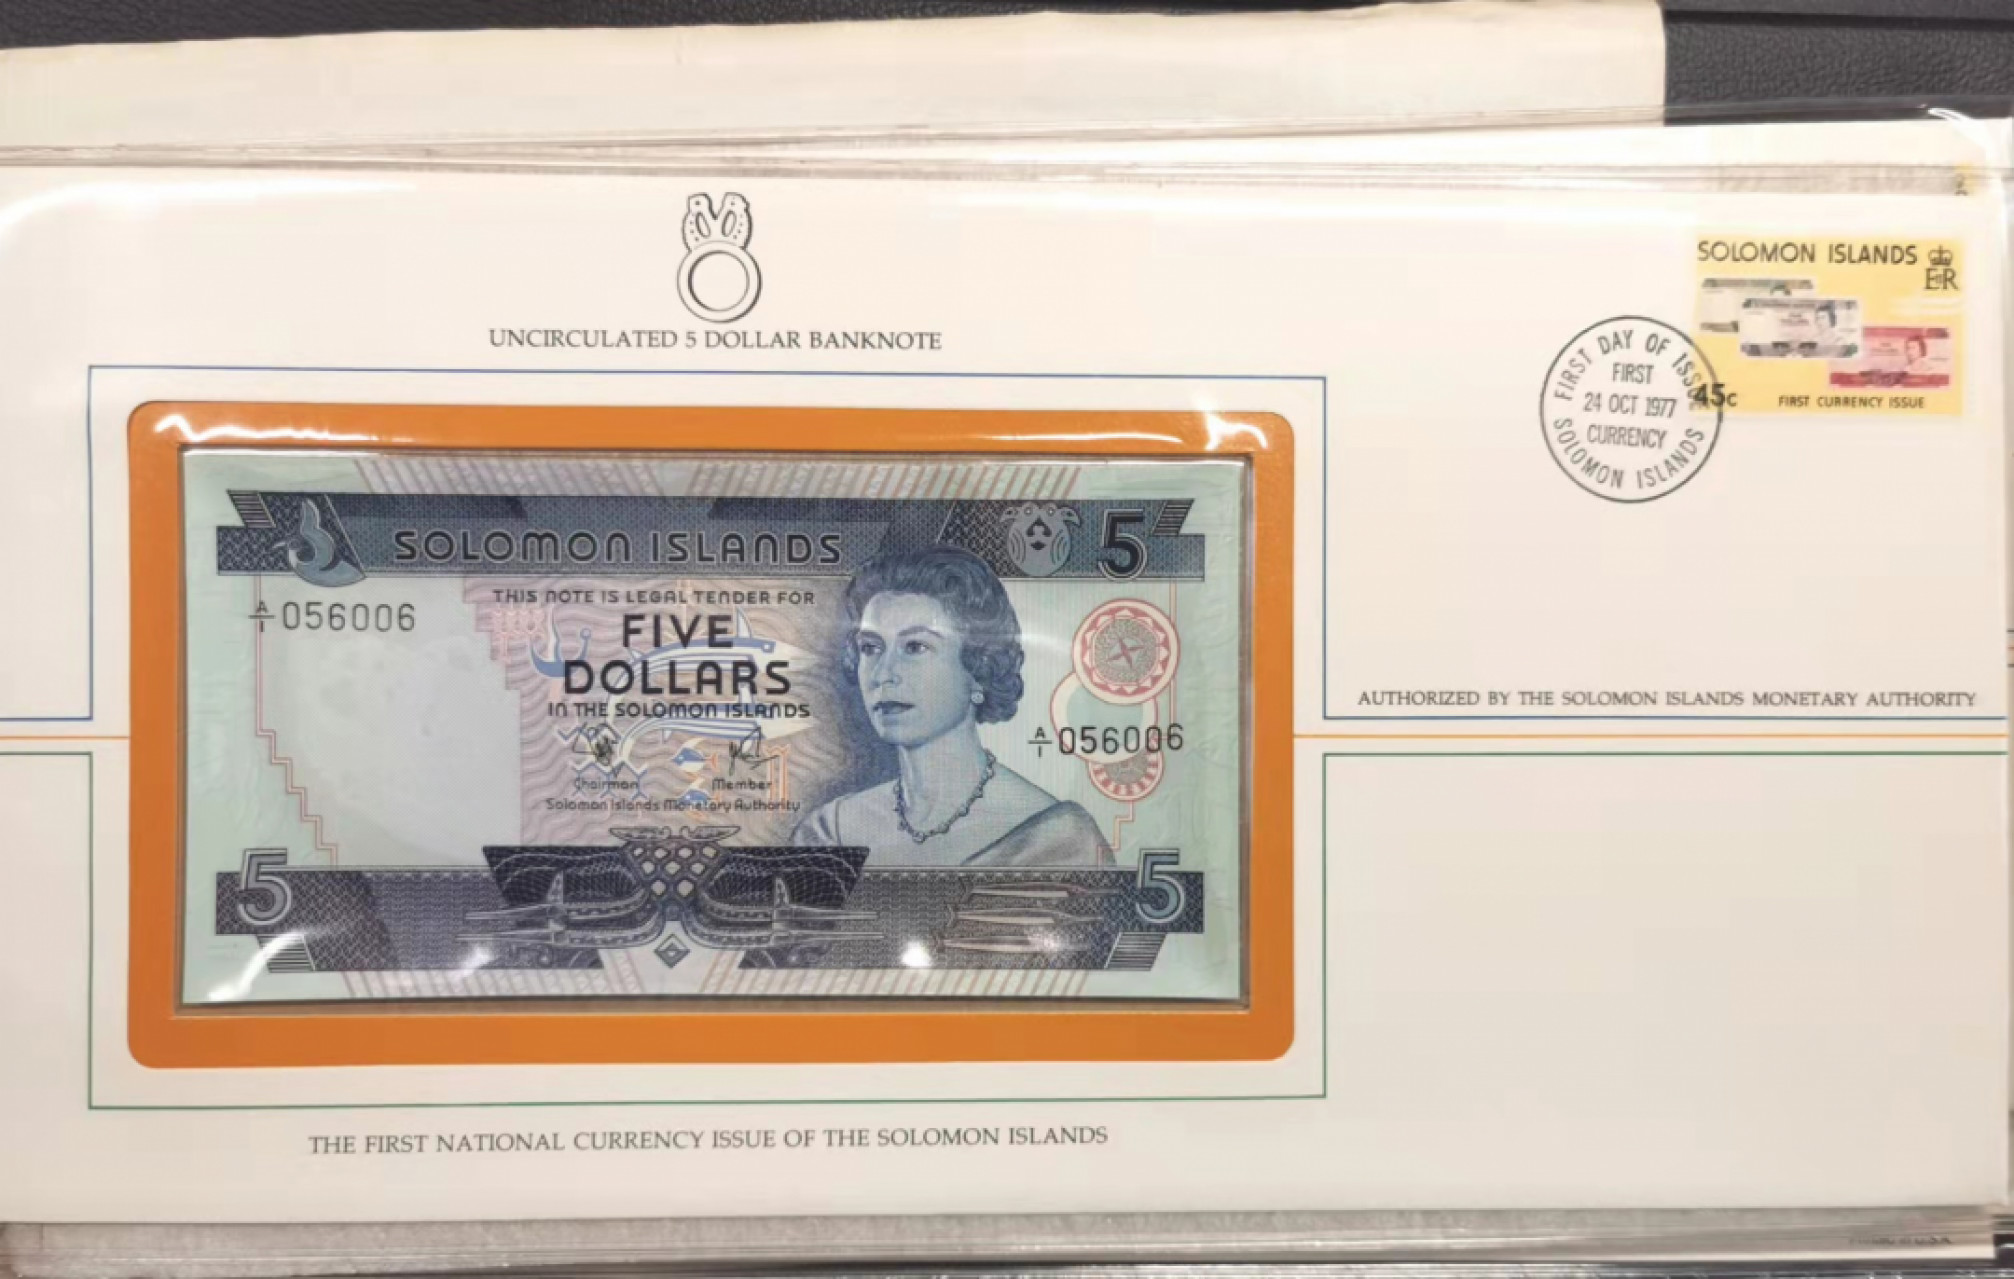 UNCIRCULATED 5 DOLLAR BANKNOTE
SOLOMON ISLANDS
E II R
45c
FIRST CURRENCY ISSUE
FIRST DAY OF ISSUE
FIRST
24 OCT 1977
CURRENCY
SOLOMON ISLANDS
SOLOMON ISLANDS
5
A/1 056006
THIS NOTE IS LEGAL TENDER FOR
FIVE
DOLLARS
IN THE SOLOMON ISLANDS
Chairman Member
Solomon Islands Monetary Authority
A/1 056006
5
5
AUTHORIZED BY THE SOLOMON ISLANDS MONETARY AUTHORITY
THE FIRST NATIONAL CURRENCY ISSUE OF THE SOLOMON ISLANDS